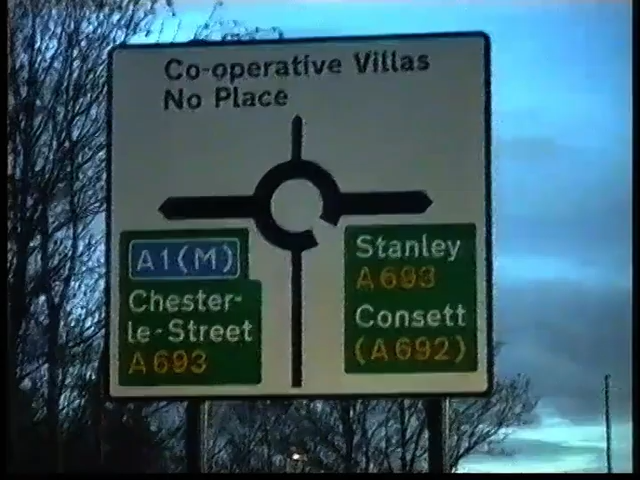 Co-operative Villas
No Place
A1(M)
Chester-
le-Street
A693
Stanley
A693
Consett
(A692)